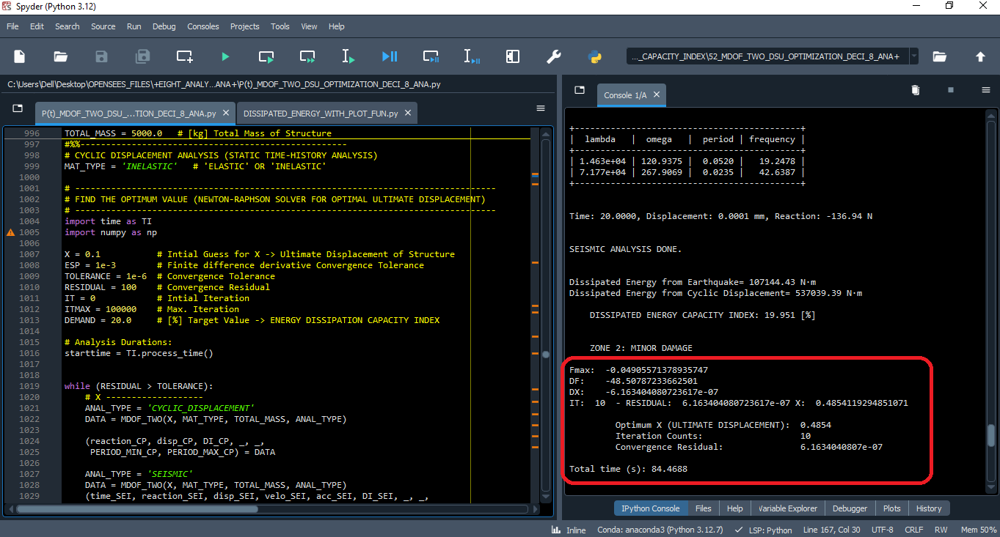 Spyder (Python 3.12)
File Edit Search Source Run Debug Consoles Projects Tools View Help
..._CAPACITY_INDEX\52_MDOF_TWO_DSU_OPTIMIZATION_DECI_8_ANA+
C:\Users\Dell\Desktop\OPENSEES_FILES\+EIGHT_ANALY...ANA+\P(t)_MDOF_TWO_DSU_OPTIMIZATION_DECI_8_ANA.py
P(t)_MDOF_TWO_DSU_...TION_DECI_8_ANA.py DISSIPATED_ENERGY_WITH_PLOT_FUN.py
996 TOTAL_MASS = 5000.0 # [kg] Total Mass of Structure
997 #%%--------------------------------------------------
998 # CYCLIC DISPLACEMENT ANALYSIS (STATIC TIME-HISTORY ANALYSIS)
999 MAT_TYPE = 'INELASTIC' # 'ELASTIC' OR 'INELASTIC'
1000
1001 # ------------------------------------------------------------------------------
1002 # FIND THE OPTIMUM VALUE (NEWTON-RAPHSON SOLVER FOR OPTIMAL ULTIMATE DISPLACEMENT)
1003 # ------------------------------------------------------------------------------
1004 import time as TI
1005 import numpy as np
1006
1007 X = 0.1 # Intial Guess for X -> Ultimate Displacement of Structure
1008 ESP = 1e-3 # Finite difference derivative Convergence Tolerance
1009 TOLERANCE = 1e-6 # Convergence Tolerance
1010 RESIDUAL = 100 # Convergence Residual
1011 IT = 0 # Intial Iteration
1012 ITMAX = 100000 # Max. Iteration
1013 DEMAND = 20.0 # [%] Target Value -> ENERGY DISSIPATION CAPACITY INDEX
1014
1015 # Analysis Durations:
1016 starttime = TI.process_time()
1017
1018
1019 while (RESIDUAL > TOLERANCE):
1020 # X -------------------
1021 ANAL_TYPE = 'CYCLIC_DISPLACEMENT'
1022 DATA = MDOF_TWO(X, MAT_TYPE, TOTAL_MASS, ANAL_TYPE)
1023
1024 (reaction_CP, disp_CP, DI_CP, _, _,
1025 PERIOD_MIN_CP, PERIOD_MAX_CP) = DATA
1026
1027 ANAL_TYPE = 'SEISMIC'
1028 DATA = MDOF_TWO(X, MAT_TYPE, TOTAL_MASS, ANAL_TYPE)
1029 (time_SEI, reaction_SEI, disp_SEI, velo_SEI, acc_SEI, DI_SEI, _, _,
Console 1/A
+-------------------------------------------+
| lambda | omega | period | frequency |
+-------------------------------------------+
| 1.463e+04 | 120.9375 | 0.0520 | 19.2478 |
| 7.177e+04 | 267.9069 | 0.0235 | 42.6387 |
+-------------------------------------------+
Time: 20.0000, Displacement: 0.0001 mm, Reaction: -136.94 N
SEISMIC ANALYSIS DONE.
Dissipated Energy from Earthquake= 107144.43 N·m
Dissipated Energy from Cyclic Displacement= 537039.39 N·m
DISSIPATED ENERGY CAPACITY INDEX: 19.951 [%]
ZONE 2: MINOR DAMAGE
Fmax: -0.04905571378935747
DF: -48.50787233662501
DX: -6.163404080723617e-07
IT: 10 - RESIDUAL: 6.163404080723617e-07 X: 0.4854119294851071
Optimum X (ULTIMATE DISPLACEMENT): 0.4854
Iteration Counts: 10
Convergence Residual: 6.1634040807e-07
Total time (s): 84.4688
IPython Console Files Help Variable Explorer Debugger Plots History
Inline Conda: anaconda3 (Python 3.12.7) LSP: Python Line 167, Col 30 UTF-8 CRLF RW Mem 50%